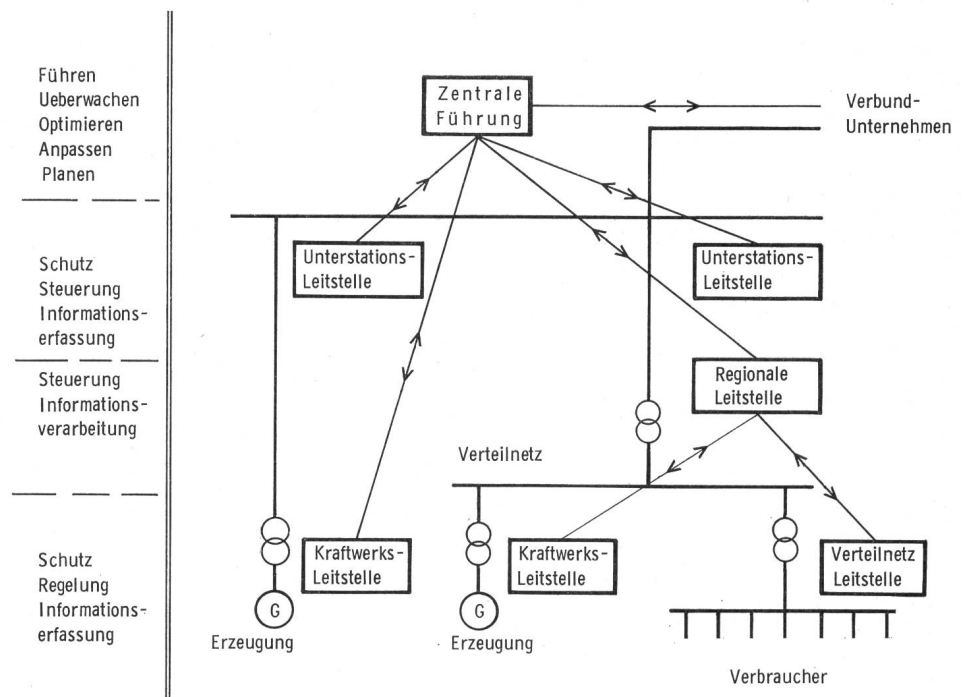 Führen
Ueberwachen
Optimieren
Anpassen
Planen
Schutz
Steuerung
Informations-
erfassung
Steuerung
Informations-
verarbeitung
Schutz
Regelung
Informations-
erfassung
Zentrale
Führung
Verbund-
Unternehmen
Unterstations-
Leitstelle
Unterstations-
Leitstelle
Regionale
Leitstelle
Verteilnetz
Kraftwerks-
Leitstelle
Kraftwerks-
Leitstelle
Verteilnetz
Leitstelle
G
Erzeugung
G
Erzeugung
Verbraucher